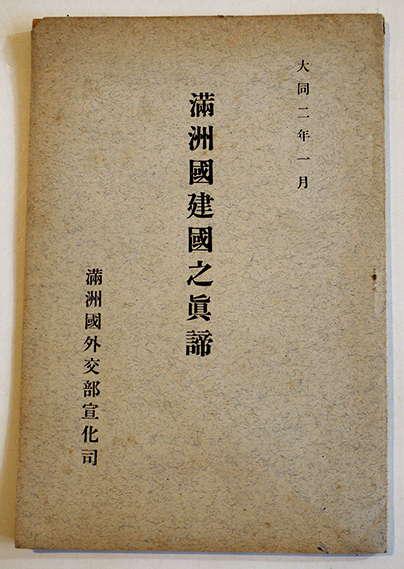 大同二年一月
滿洲國建國之眞諦
滿洲國外交部宣化司